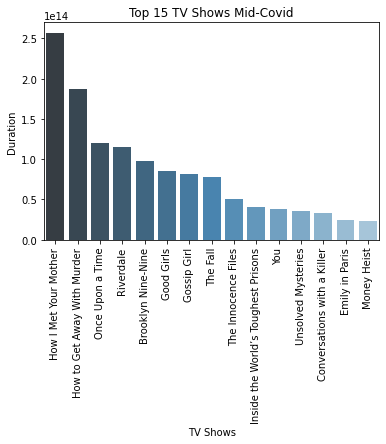 Top 15 TV Shows Mid-Covid
1e14
2.5
2.0
1.5
1.0
0.5
0.0
Duration
How I Met Your Mother
How to Get Away With Murder
Once Upon a Time
Riverdale
Brooklyn Nine-Nine
Good Girls
Gossip Girl
The Fall
The Innocence Files
Inside the World's Toughest Prisons
You
Unsolved Mysteries
Conversations with a Killer
Emily in Paris
Money Heist
TV Shows